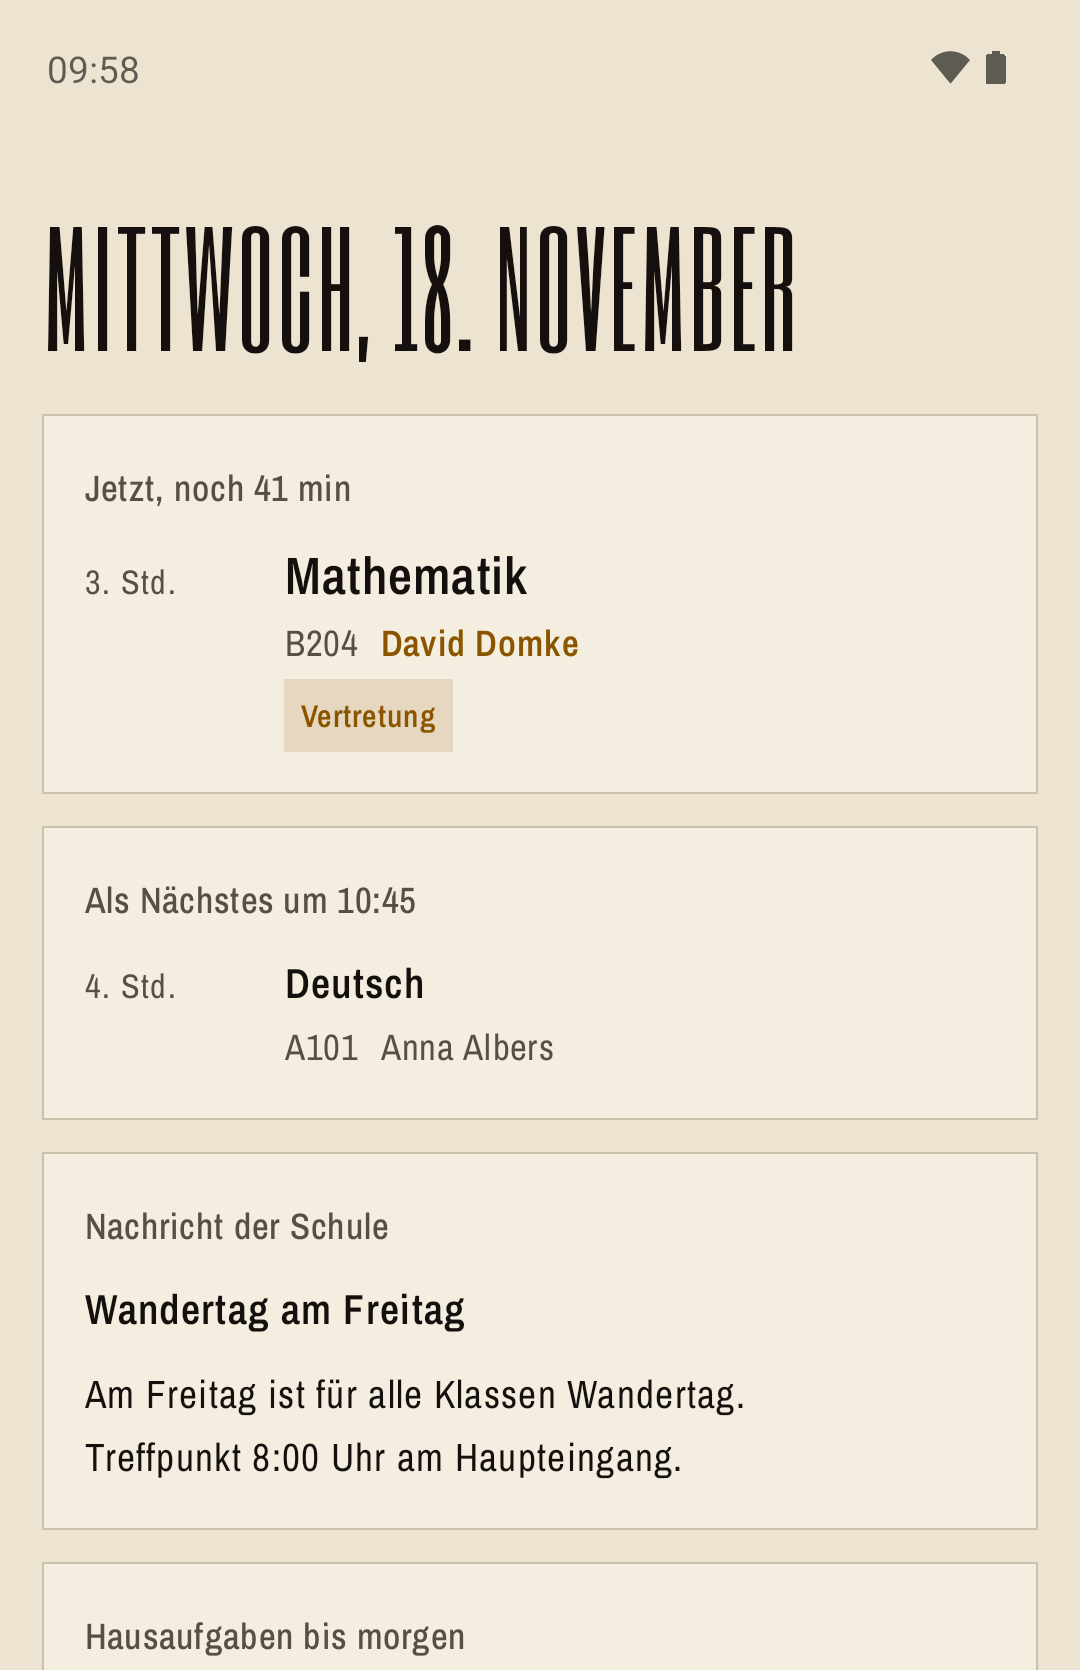 09:58
MITTWOCH, 18. NOVEMBER
Jetzt, noch 41 min
3. Std. Mathematik
B204 David Domke
Vertretung
Als Nächstes um 10:45
4. Std. Deutsch
A101 Anna Albers
Nachricht der Schule
Wandertag am Freitag
Am Freitag ist für alle Klassen Wandertag.
Treffpunkt 8:00 Uhr am Haupteingang.
Hausaufgaben bis morgen